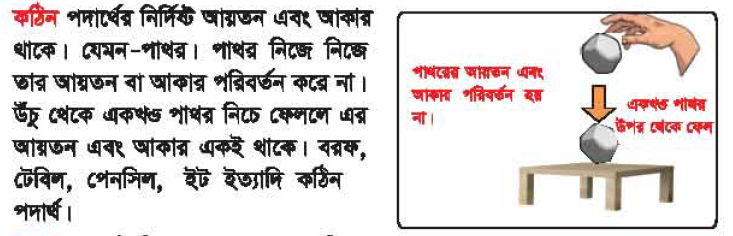 কঠিন পদার্থের নির্দিষ্ট আয়তন এবং আকার
থাকে। যেমন-পাথর। পাথর নিজে নিজে
তার আয়তন বা আকার পরিবর্তন করে না।
উঁচু থেকে একখণ্ড পাথর নিচে ফেললে এর
আয়তন এবং আকার একই থাকে। বরফ,
টেবিল, পেনসিল, ইট ইত্যাদি কঠিন
পদার্থ।
পাথরের আয়তন এবং
আকার পরিবর্তন হয়
না।
একখণ্ড পাথর
উপর থেকে ফেল